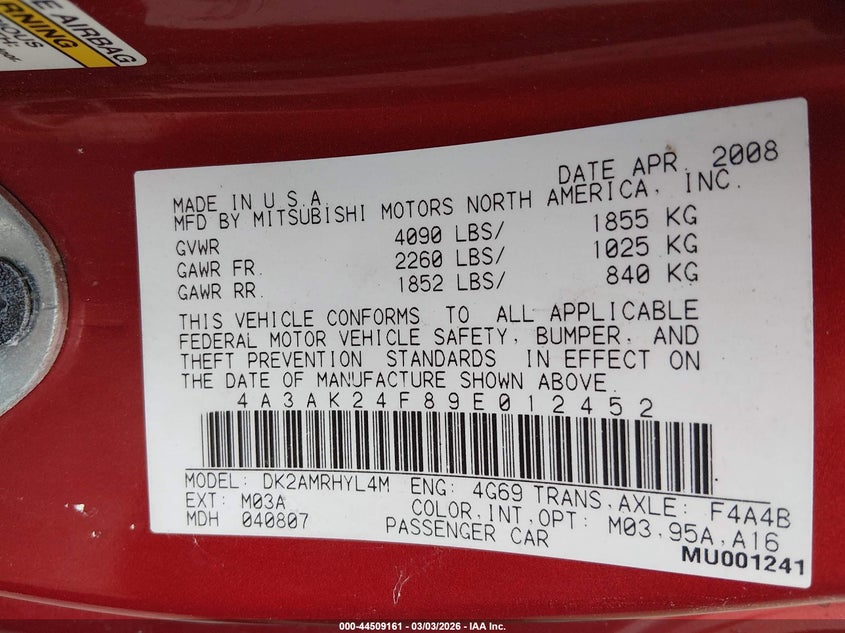 E AIRBAG
RNING
DATE APR. 2008
MADE IN U.S.A.
MFD BY MITSUBISHI MOTORS NORTH AMERICA, INC.
GVWR 4090 LBS/ 1855 KG
GAWR FR. 2260 LBS/ 1025 KG
GAWR RR. 1852 LBS/ 840 KG
THIS VEHICLE CONFORMS TO ALL APPLICABLE
FEDERAL MOTOR VEHICLE SAFETY, BUMPER, AND
THEFT PREVENTION STANDARDS IN EFFECT ON
THE DATE OF MANUFACTURE SHOWN ABOVE.
4A3AK24F89E012452
MODEL: DK2AMRHYL4M ENG: 4G69 TRANS,AXLE: F4A4B
EXT: M03A COLOR,INT,OPT: M03,95A,A16
MDH 040807 PASSENGER CAR
MU001241
000-44509161 - 03/03/2026 - IAA Inc.